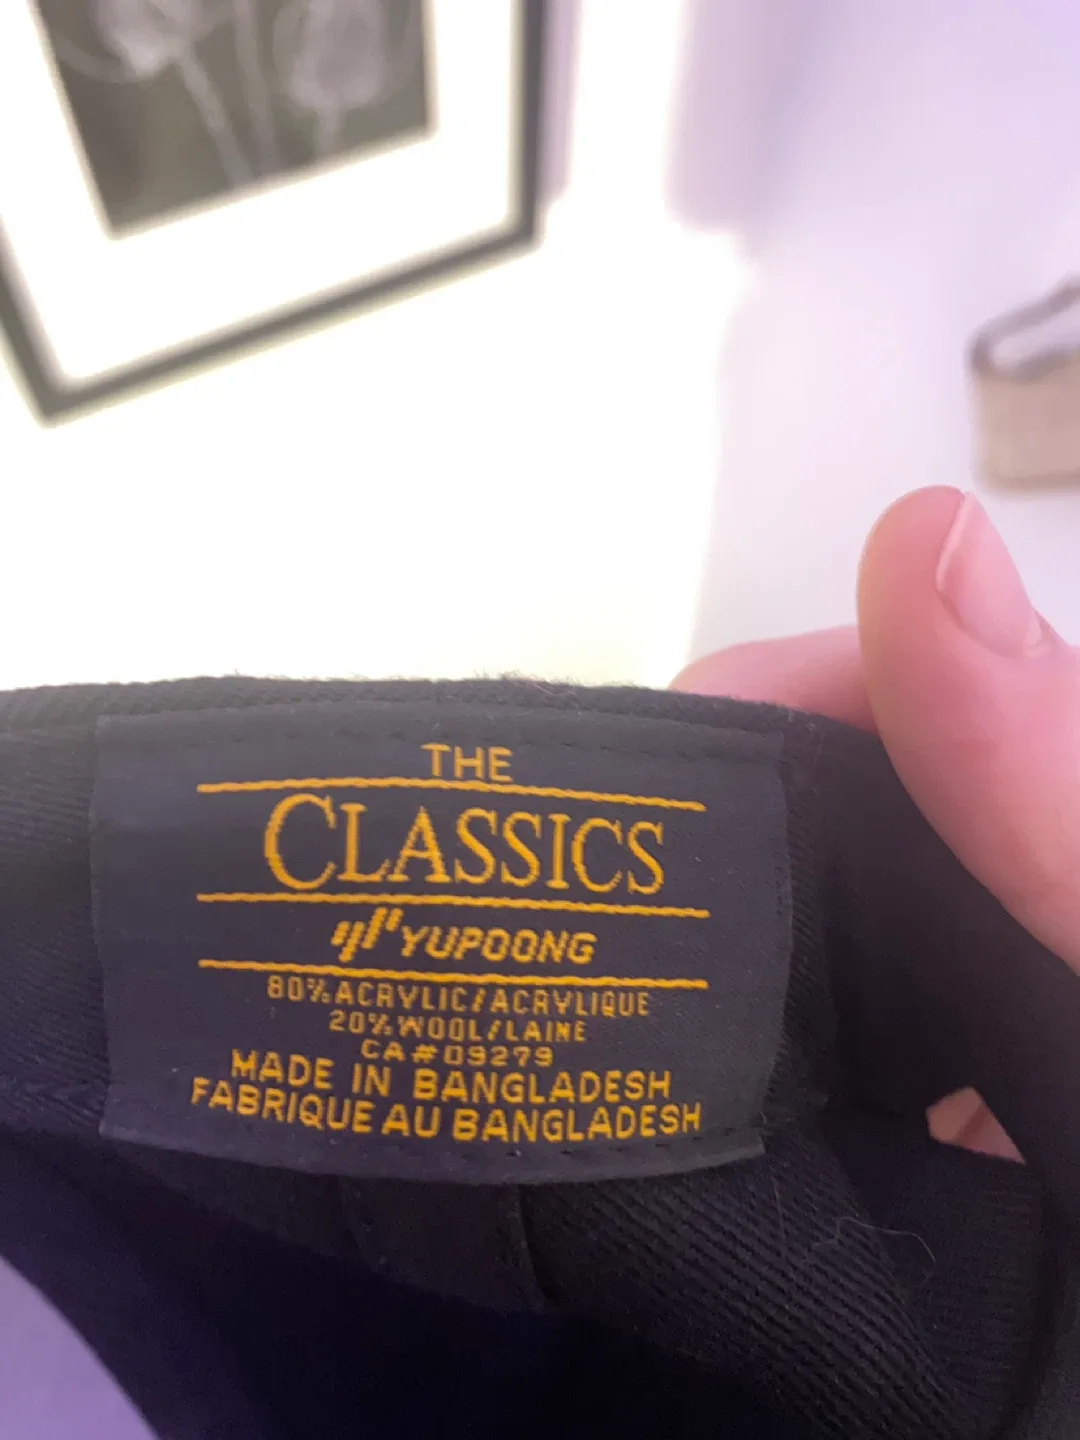 THE
CLASSICS
YUPOONG
80% ACRYLIC/ACRYLIQUE
20% WOOL/LAINE
CA#09279
MADE IN BANGLADESH
FABRIQUE AU BANGLADESH